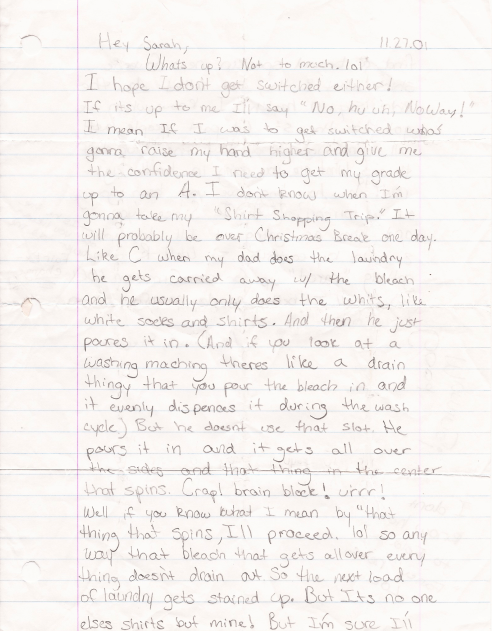 Hey Sarah, 11.27.01
Whats up? Not to much. lol
I hope I dont get switched either!
If its up to me I'll say "No, hu uh, NoWay!"
I mean If I was to get switched who's
gonna raise my hand higher and give me
the confidence I need to get my grade
up to an A. I dont know when I'm
gonna take my "Shirt Shopping Trip." It
will probably be over Christmas Break one day.
Like C when my dad does the laundry
he gets carried away w/ the bleach
and he usually only does the whits, like
white socks and shirts. And then he just
poures it in. (And if you look at a
washing maching theres like a drain
thingy that you pour the bleach in and
it evenly dispences it during the wash
cycle) But he doesnt use that slot. He
pours it in and it gets all over
the sides and that thing in the center
that spins. Crap! brain block! urrr!
Well if you know what I mean by "that
thing that spins, I'll proceed. lol so any
way that bleach that gets all over every
thing doesn't drain out So the next load
of laundry gets stained up. But It's no one
elses shirts but mine! But I'm sure I'll